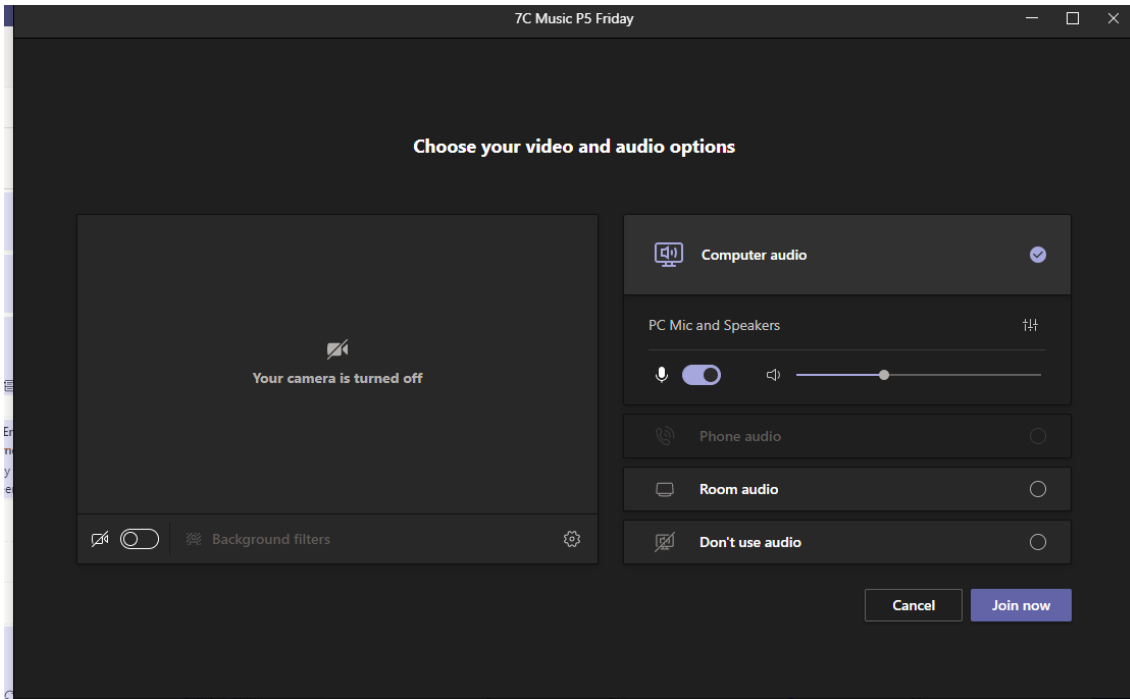 7C Music P5 Friday
Choose your video and audio options
Computer audio
PC Mic and Speakers
Your camera is turned off
Phone audio
Room audio
Background filters
Don't use audio
Cancel
Join now